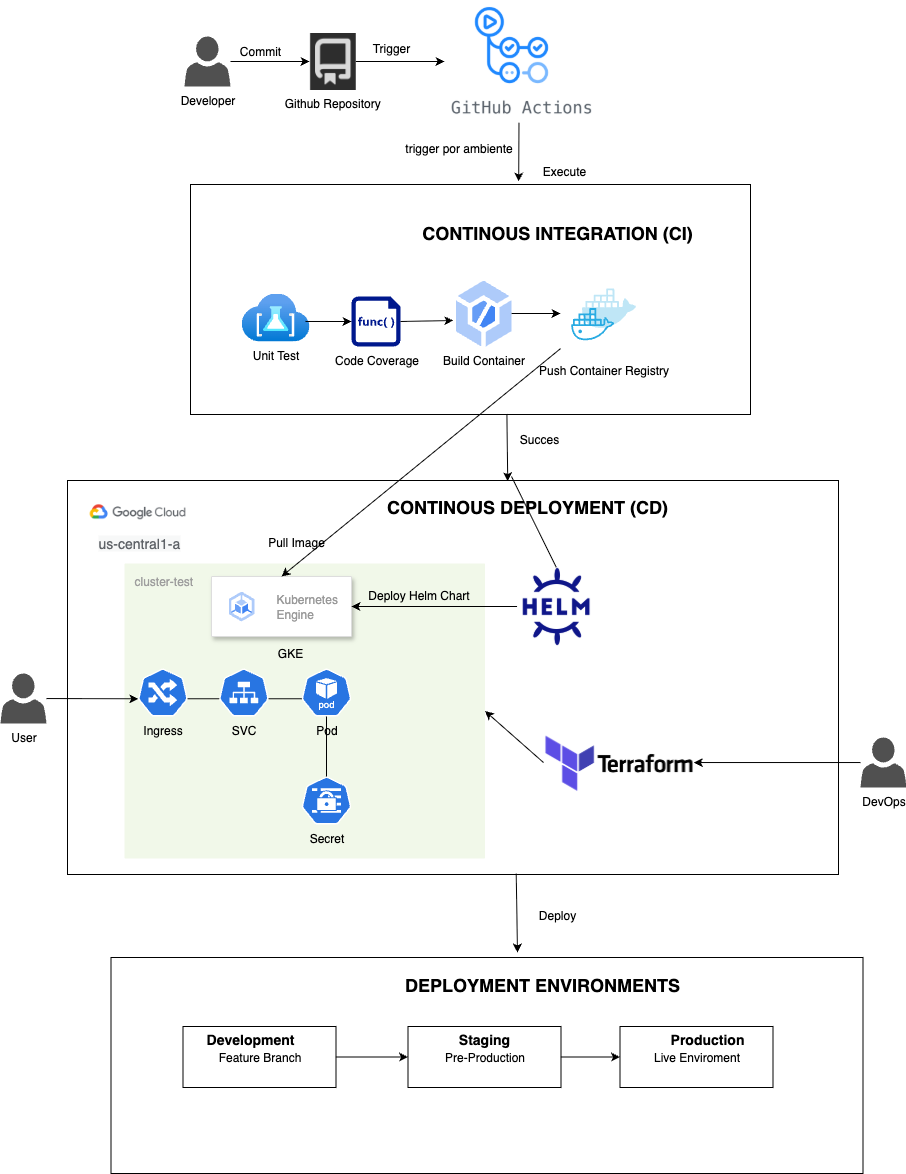 Commit
Trigger
Developer
Github Repository
GitHub Actions
trigger por ambiente
Execute
CONTINOUS INTEGRATION (CI)
func( )
Unit Test
Code Coverage
Build Container
Push Container Registry
Succes
CONTINOUS DEPLOYMENT (CD)
Google Cloud
us-central1-a
Pull Image
cluster-test
Kubernetes
Engine
Deploy Helm Chart
HELM
GKE
User
Ingress
SVC
pod
Pod
Terraform
DevOps
Secret
Deploy
DEPLOYMENT ENVIRONMENTS
Development
Feature Branch
Staging
Pre-Production
Production
Live Enviroment